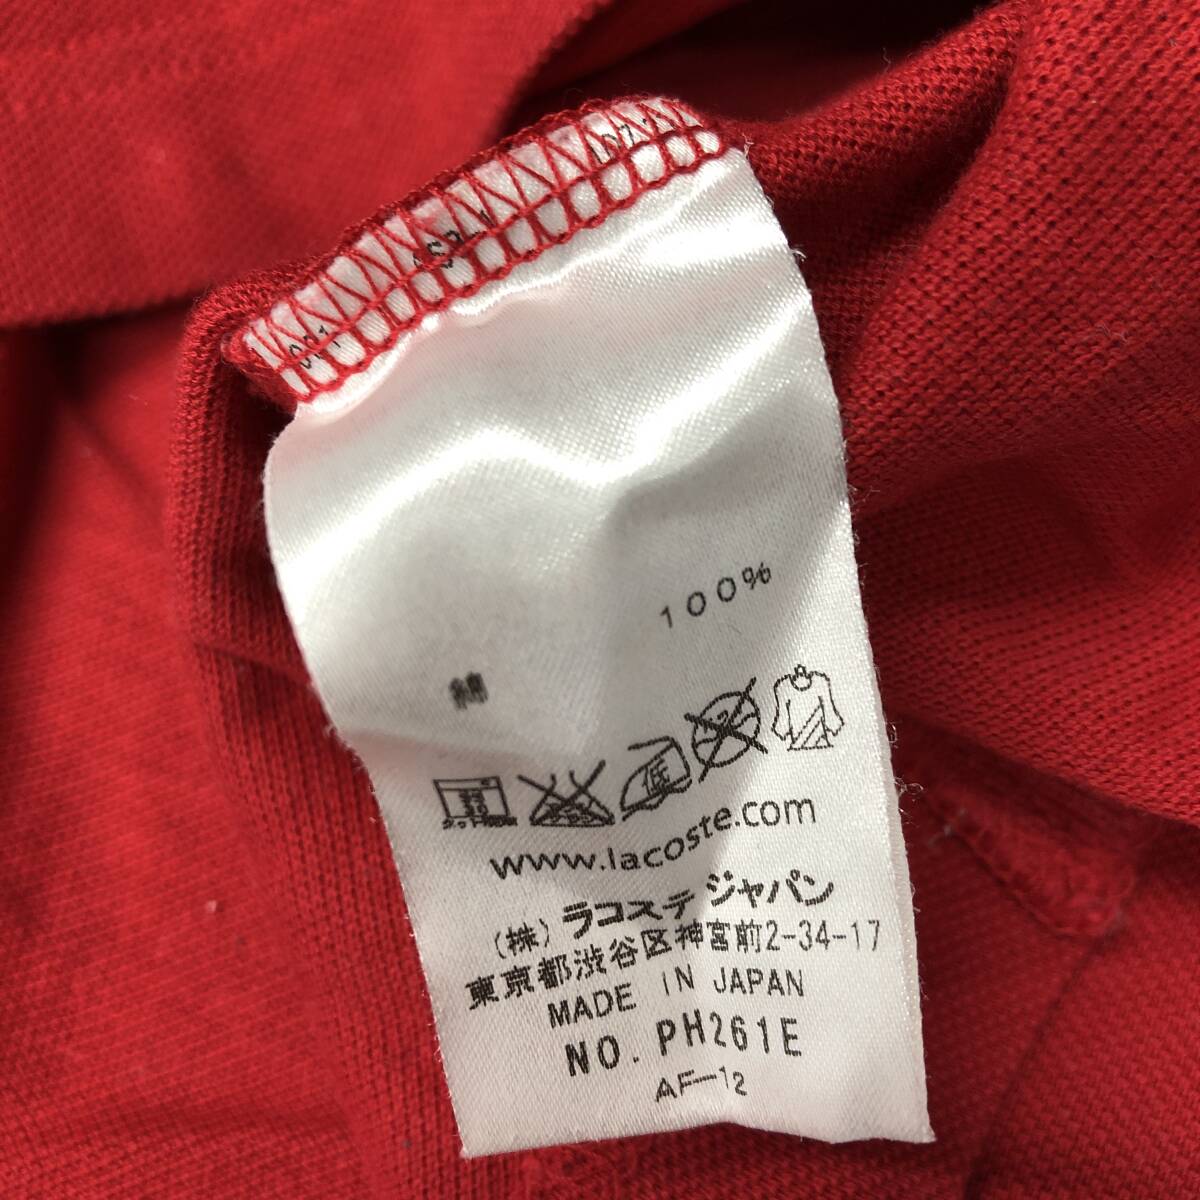 綿 100%
低
www.lacoste.com
(株) ラコステ ジャパン
東京都渋谷区神宮前2-34-17
MADE IN JAPAN
NO. PH261E
AF-12